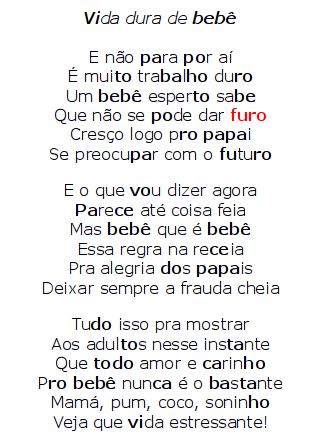 Vida dura de bebê
E não para por aí
É muito trabalho duro
Um bebê esperto sabe
Que não se pode dar furo
Cresço logo pro papai
Se preocupar com o futuro
E o que vou dizer agora
Parece até coisa feia
Mas bebê que é bebê
Essa regra na receia
Pra alegria dos papais
Deixar sempre a frauda cheia
Tudo isso pra mostrar
Aos adultos nesse instante
Que todo amor e carinho
Pro bebê nunca é o bastante
Mamá, pum, coco, soninho
Veja que vida estressante!